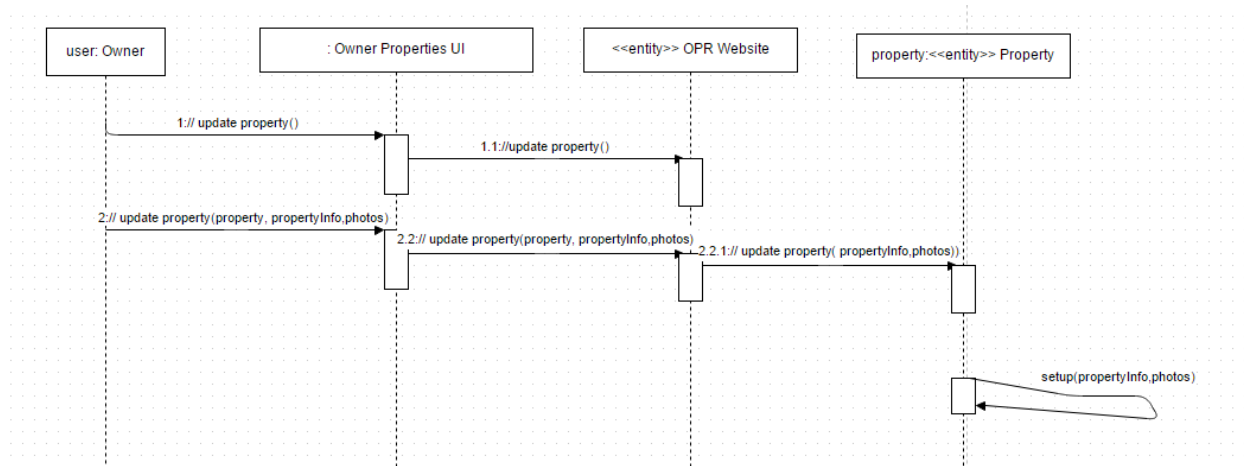 user: Owner
: Owner Properties UI
<<entity>> OPR Website
property:<<entity>> Property
1:// update property()
1.1://update property()
2:// update property(property, propertyInfo,photos)
2.2:// update property(property, propertyInfo,photos)
2.2.1:// update property( propertyInfo,photos))
setup(propertyInfo,photos)